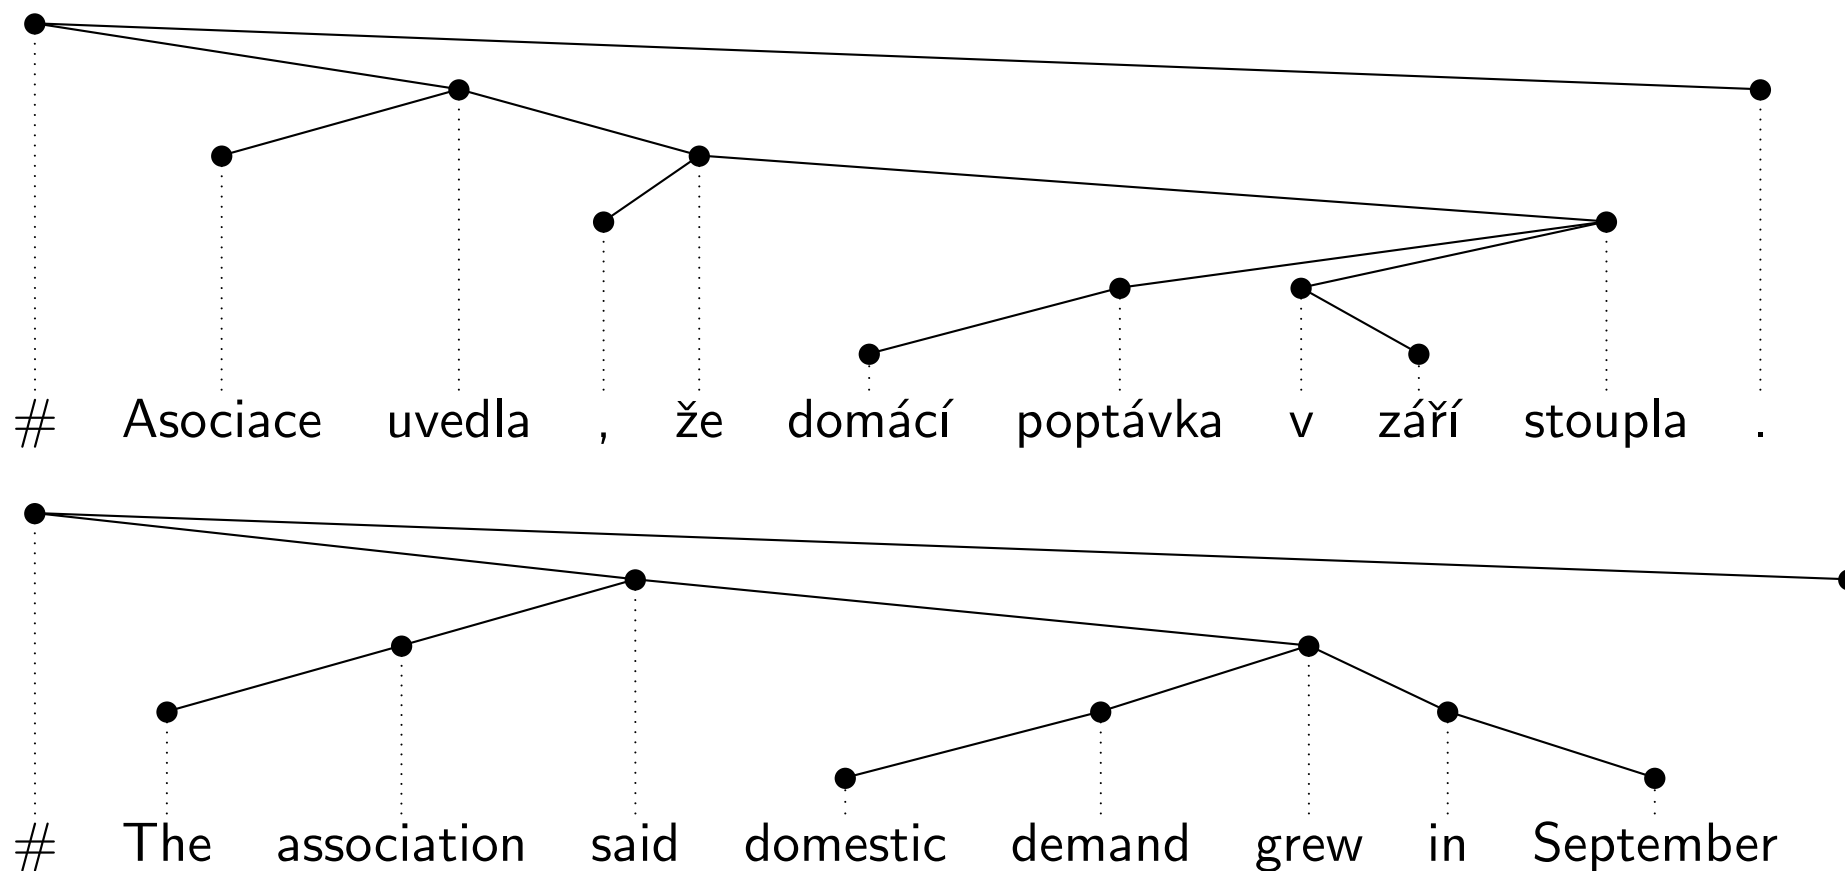 # Asociace uvedla , že domácí poptávka v září stoupla .
# The association said domestic demand grew in September